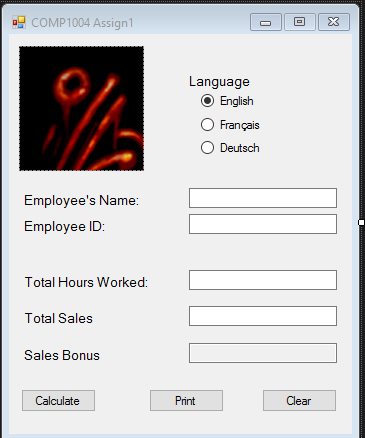 COMP1004 Assign1
Language
English
Français
Deutsch
Employee's Name:
Employee ID:
Total Hours Worked:
Total Sales
Sales Bonus
Calculate Print Clear